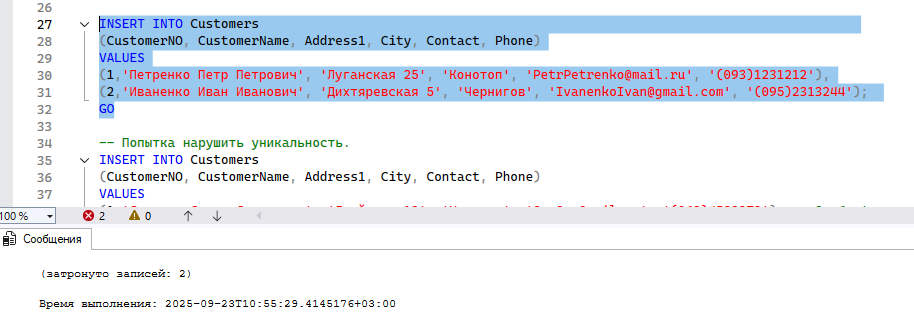 26
27 INSERT INTO Customers
28 (CustomerNO, CustomerName, Address1, City, Contact, Phone)
29 VALUES
30 (1,'Петренко Петр Петрович', 'Луганская 25', 'Конотоп', 'PetrPetrenko@mail.ru', '(093)1231212'),
31 (2,'Иваненко Иван Иванович', 'Дихтяревская 5', 'Чернигов', 'IvanenkoIvan@gmail.com', '(095)2313244');
32 GO
33
34 -- Попытка нарушить уникальность.
35 INSERT INTO Customers
36 (CustomerNO, CustomerName, Address1, City, Contact, Phone)
37 VALUES
100 % 2 0
Сообщения
(затронуто записей: 2)
Время выполнения: 2025-09-23T10:55:29.4145176+03:00